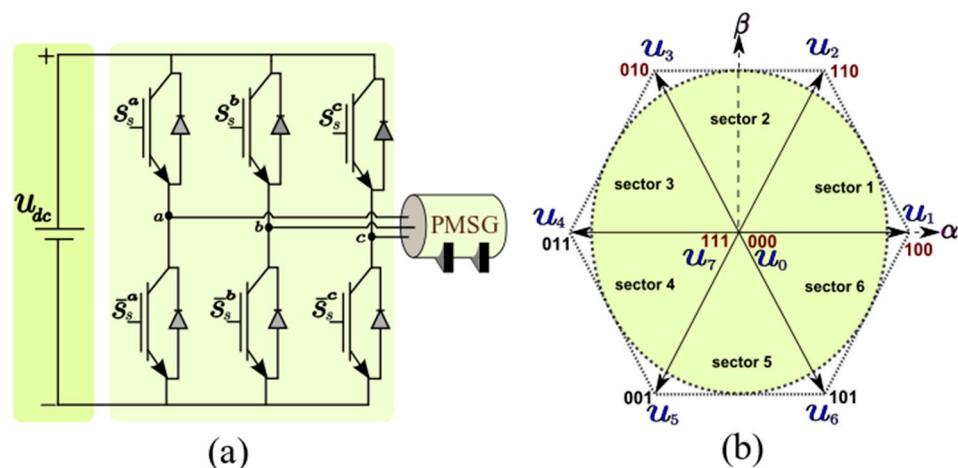 +
u_dc
−
S_s^a
S_s^b
S_s^c
a
b
c
PMSG
S̄_s^a
S̄_s^b
S̄_s^c
(a)
β
u_3
u_2
010
110
sector 2
sector 3
sector 1
u_4
u_1
α
011
111
000
100
u_7
u_0
sector 4
sector 6
sector 5
001
101
u_5
u_6
(b)